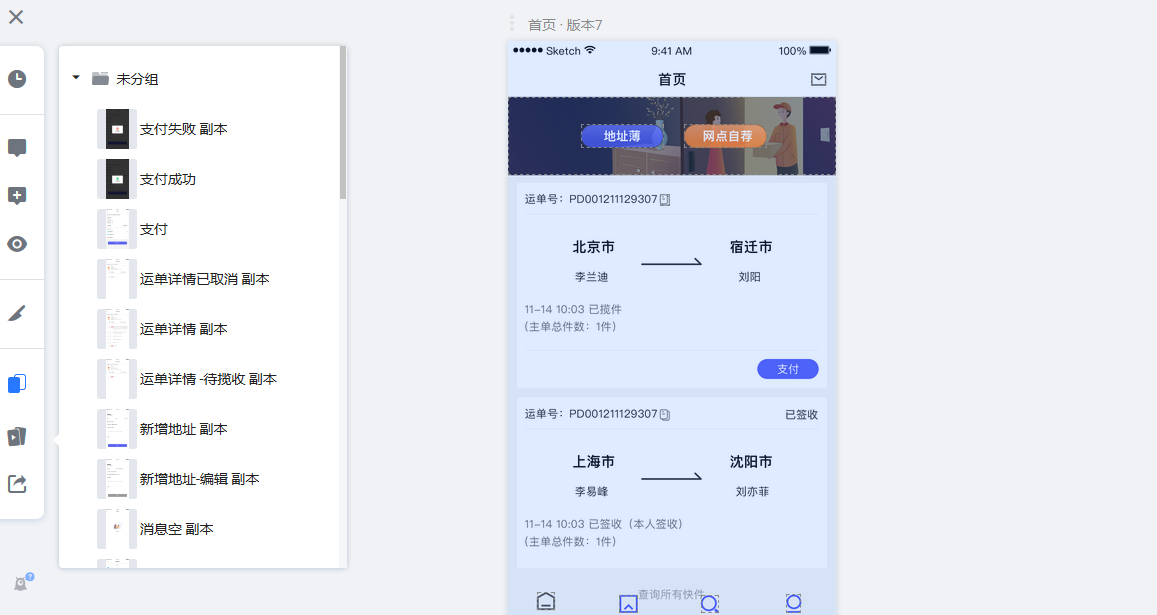 首页 · 版本7
未分组
支付失败 副本
支付成功
支付
运单详情已取消 副本
运单详情 副本
运单详情 -待揽收 副本
新增地址 副本
新增地址-编辑 副本
消息空 副本
?
●●●●● Sketch 9:41 AM 100%
首页
地址薄 网点自荐
运单号：PD001211129307
北京市 宿迁市
李兰迪 刘阳
11-14 10:03 已揽件
(主单总件数：1件)
支付
运单号：PD001211129307 已签收
上海市 沈阳市
李易峰 刘亦菲
11-14 10:03 已签收（本人签收）
(主单总件数：1件)
查询所有快件